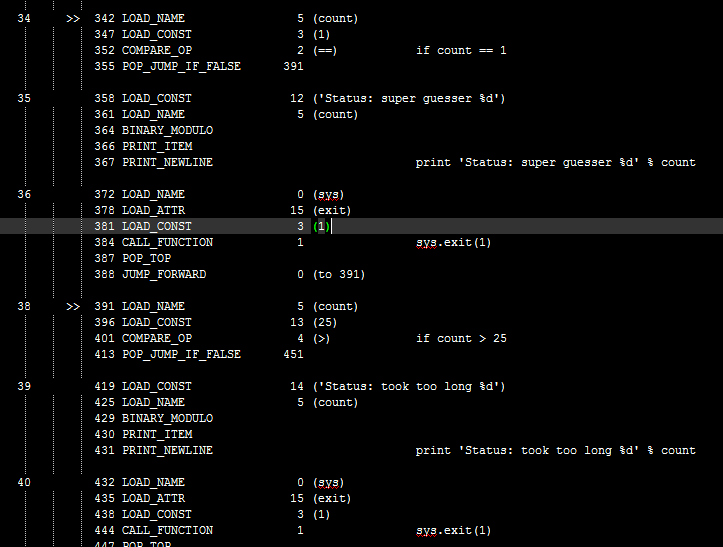 34 >> 342 LOAD_NAME 5 (count)
347 LOAD_CONST 3 (1)
352 COMPARE_OP 2 (==) if count == 1
355 POP_JUMP_IF_FALSE 391
35 358 LOAD_CONST 12 ('Status: super guesser %d')
361 LOAD_NAME 5 (count)
364 BINARY_MODULO
366 PRINT_ITEM
367 PRINT_NEWLINE print 'Status: super guesser %d' % count
36 372 LOAD_NAME 0 (sys)
378 LOAD_ATTR 15 (exit)
381 LOAD_CONST 3 (1)
384 CALL_FUNCTION 1 sys.exit(1)
387 POP_TOP
388 JUMP_FORWARD 0 (to 391)
38 >> 391 LOAD_NAME 5 (count)
396 LOAD_CONST 13 (25)
401 COMPARE_OP 4 (>) if count > 25
413 POP_JUMP_IF_FALSE 451
39 419 LOAD_CONST 14 ('Status: took too long %d')
425 LOAD_NAME 5 (count)
429 BINARY_MODULO
430 PRINT_ITEM
431 PRINT_NEWLINE print 'Status: took too long %d' % count
40 432 LOAD_NAME 0 (sys)
435 LOAD_ATTR 15 (exit)
438 LOAD_CONST 3 (1)
444 CALL_FUNCTION 1 sys.exit(1)
447 POP_TOP